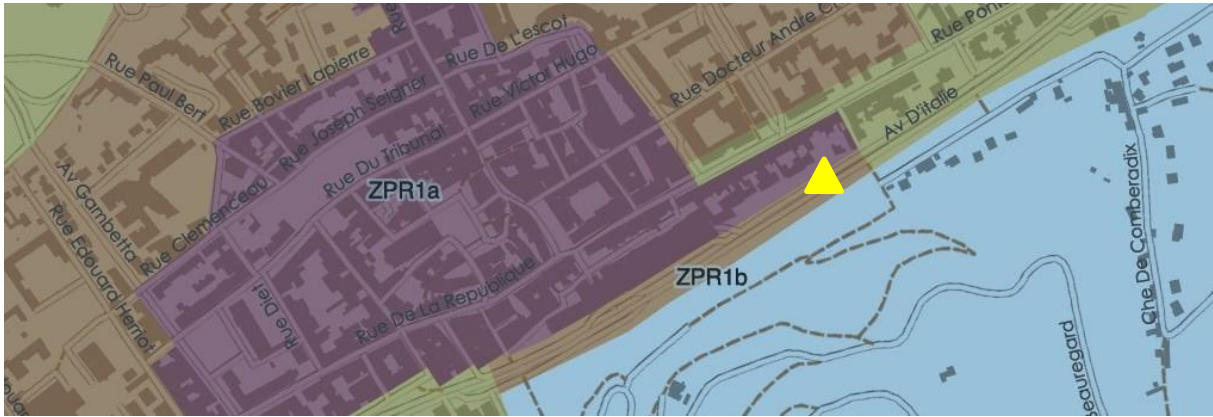 Rue Paul Bert
Rue Bovier Lapierre
Rue De L'escot
Rue Victor Hugo
Rue Docteur Andre
Rue
Av D'italie
Rue Joseph Seigner
Rue Du Tribunal
ZPR1a
Rue Clemenceau
Av Gambetta
Rue Edouard Herriot
Rue Diet
Rue De La Republique
ZPR1b
Che De Comberadix
Beauregard